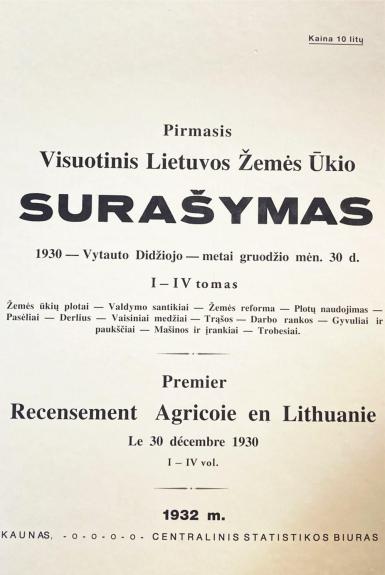 Kaina 10 litų
Pirmasis
Visuotinis Lietuvos Žemės Ūkio
SURAŠYMAS
1930 — Vytauto Didžiojo — metai gruodžio mėn. 30 d.
I – IV tomas
Žemės ūkių plotai — Valdymo santikiai — Žemės reforma — Plotų naudojimas —
Pasėliai — Derlius — Vaisiniai medžiai — Trąšos — Darbo rankos — Gyvuliai ir
paukščiai — Mašinos ir įrankiai — Trobesiai.
Premier
Recensement Agricoie en Lithuanie
Le 30 décembre 1930
I – IV vol.
1932 m.
KAUNAS, -o-o-o-o- CENTRALINIS STATISTIKOS BIURAS